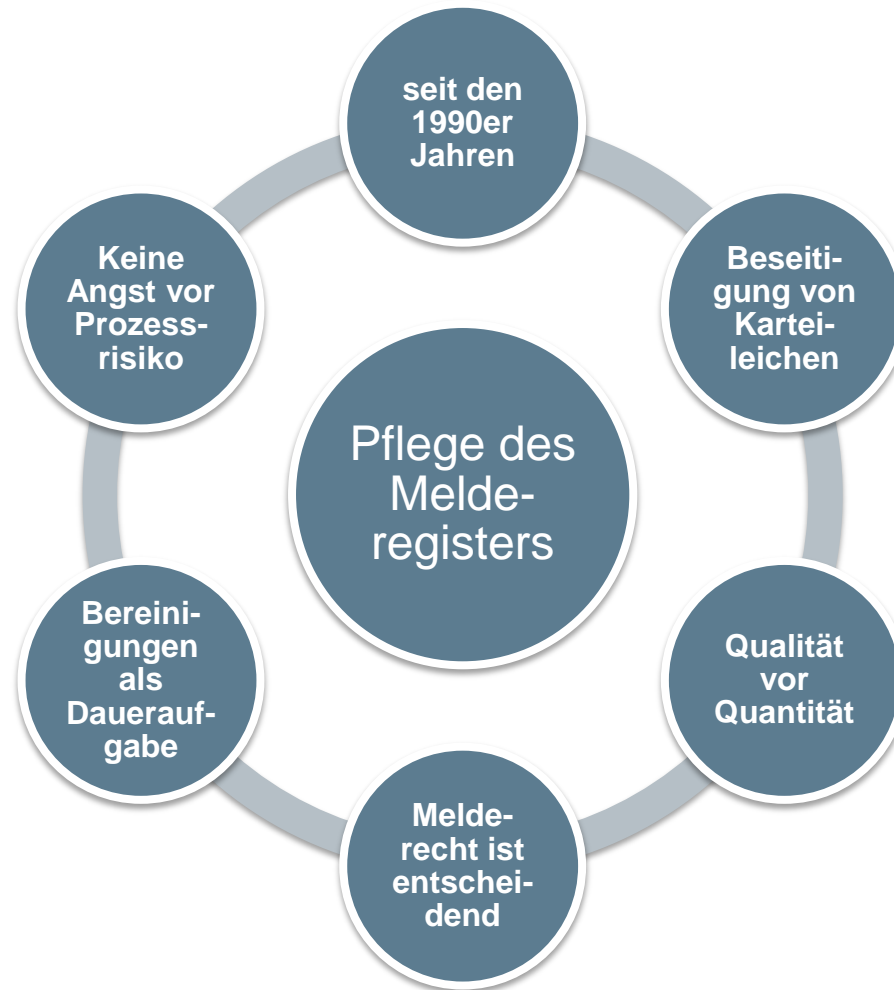 seit den
1990er
Jahren
Beseiti-
gung von
Kartei-
leichen
Qualität
vor
Quantität
Melde-
recht ist
entschei-
dend
Bereini-
gungen
als
Dauerauf-
gabe
Keine
Angst vor
Prozess-
risiko
Pflege des
Melde-
registers